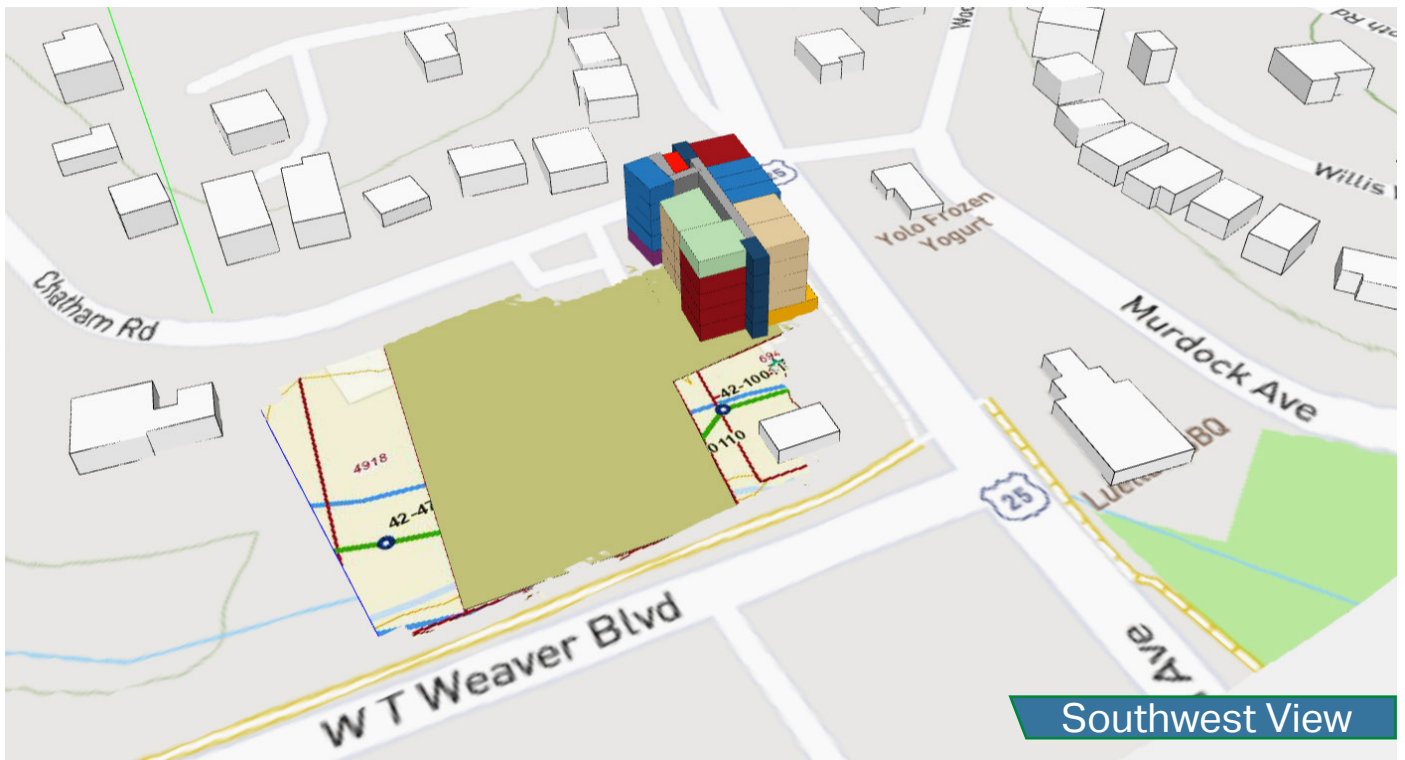 25
Willis
Yolo Frozen
Yogurt
Chatham Rd
Murdock Ave
694
42-100
0110
4918
42-47
25
W T Weaver Blvd
Ave
Southwest View